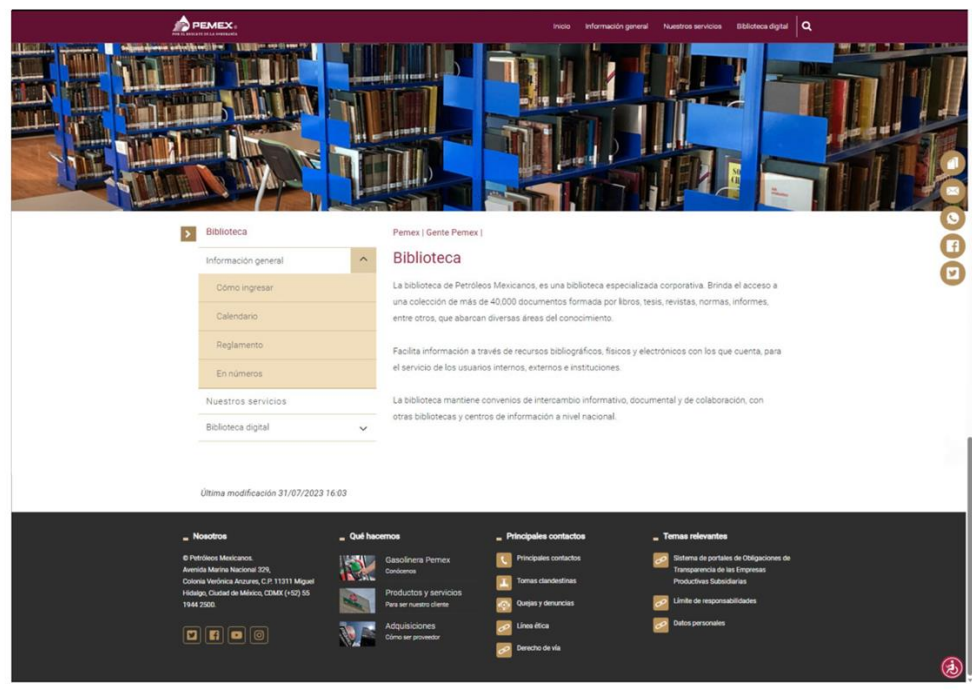 PEMEX
POR EL RESCATE DE LA SOBERANÍA
Inicio
Información general
Nuestros servicios
Biblioteca digital
Biblioteca
Información general
Cómo ingresar
Calendario
Reglamento
En números
Nuestros servicios
Biblioteca digital
Pemex | Gente Pemex |
Biblioteca
La biblioteca de Petróleos Mexicanos, es una biblioteca especializada corporativa. Brinda el acceso a
una colección de más de 40,000 documentos formada por libros, tesis, revistas, normas, informes,
entre otros, que abarcan diversas áreas del conocimiento.
Facilita información a través de recursos bibliográficos, físicos y electrónicos con los que cuenta, para
el servicio de los usuarios internos, externos e instituciones.
La biblioteca mantiene convenios de intercambio informativo, documental y de colaboración, con
otras bibliotecas y centros de información a nivel nacional.
Última modificación 31/07/2023 16:03
Nosotros
© Petróleos Mexicanos.
Avenida Marina Nacional 329,
Colonia Verónica Anzures, C.P. 11311 Miguel
Hidalgo, Ciudad de México, CDMX (+52) 55
1944 2500.
Qué hacemos
Gasolinera Pemex
Conócenos
Productos y servicios
Para ser nuestro cliente
Adquisiciones
Cómo ser proveedor
Principales contactos
Principales contactos
Tomas clandestinas
Quejas y denuncias
Línea ética
Derecho de vía
Temas relevantes
Sistema de portales de Obligaciones de
Transparencia de las Empresas
Productivas Subsidiarias
Límite de responsabilidades
Datos personales